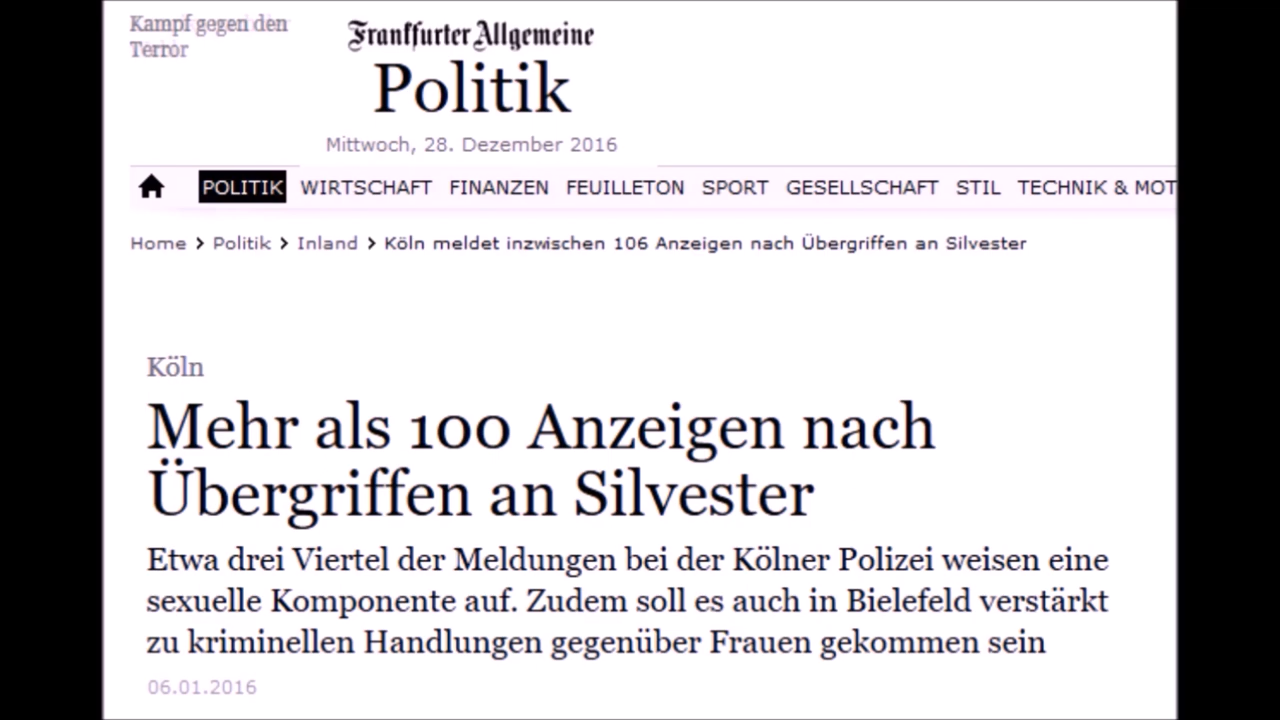 Kampf gegen den
Terror
Frankfurter Allgemeine
Politik
Mittwoch, 28. Dezember 2016
POLITIK WIRTSCHAFT FINANZEN FEUILLETON SPORT GESELLSCHAFT STIL TECHNIK & MOT
Home > Politik > Inland > Köln meldet inzwischen 106 Anzeigen nach Übergriffen an Silvester
Köln
Mehr als 100 Anzeigen nach
Übergriffen an Silvester
Etwa drei Viertel der Meldungen bei der Kölner Polizei weisen eine
sexuelle Komponente auf. Zudem soll es auch in Bielefeld verstärkt
zu kriminellen Handlungen gegenüber Frauen gekommen sein
06.01.2016